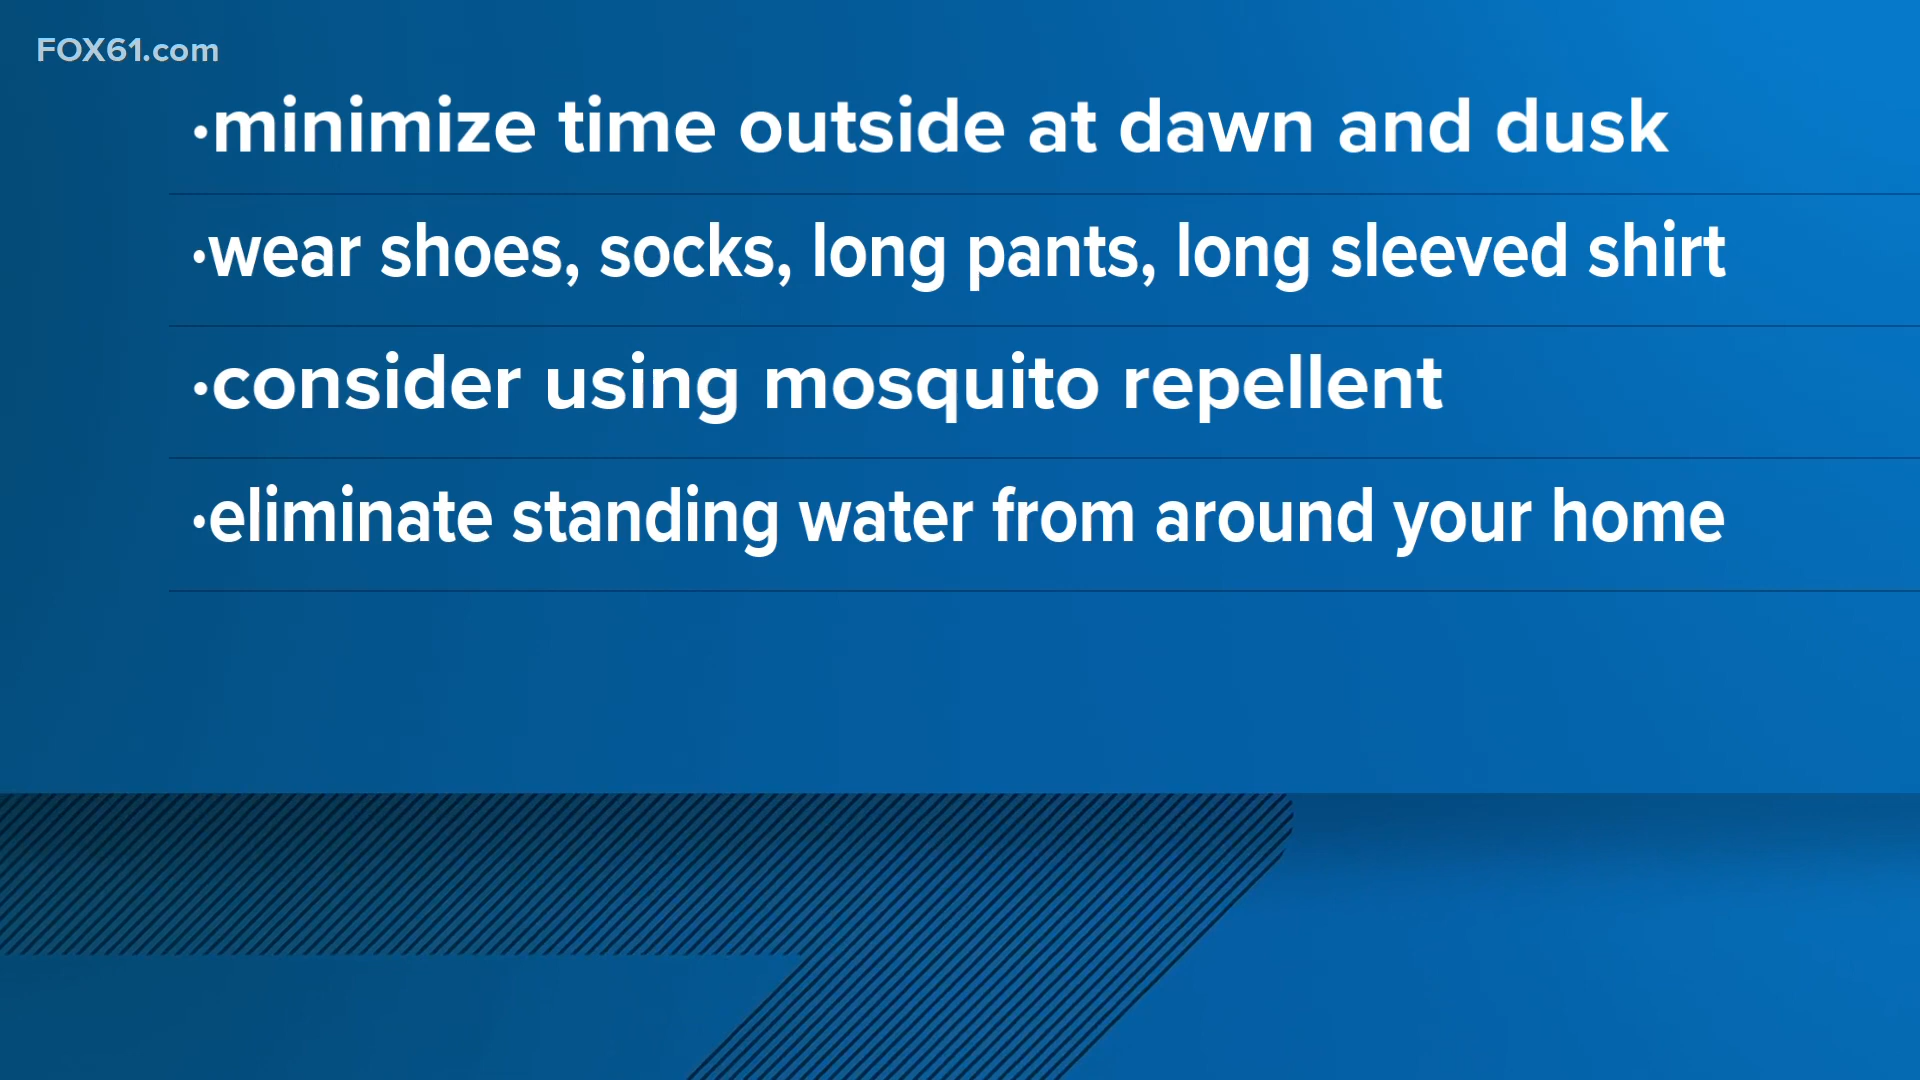 FOX61.com
•minimize time outside at dawn and dusk
•wear shoes, socks, long pants, long sleeved shirt
•consider using mosquito repellent
•eliminate standing water from around your home